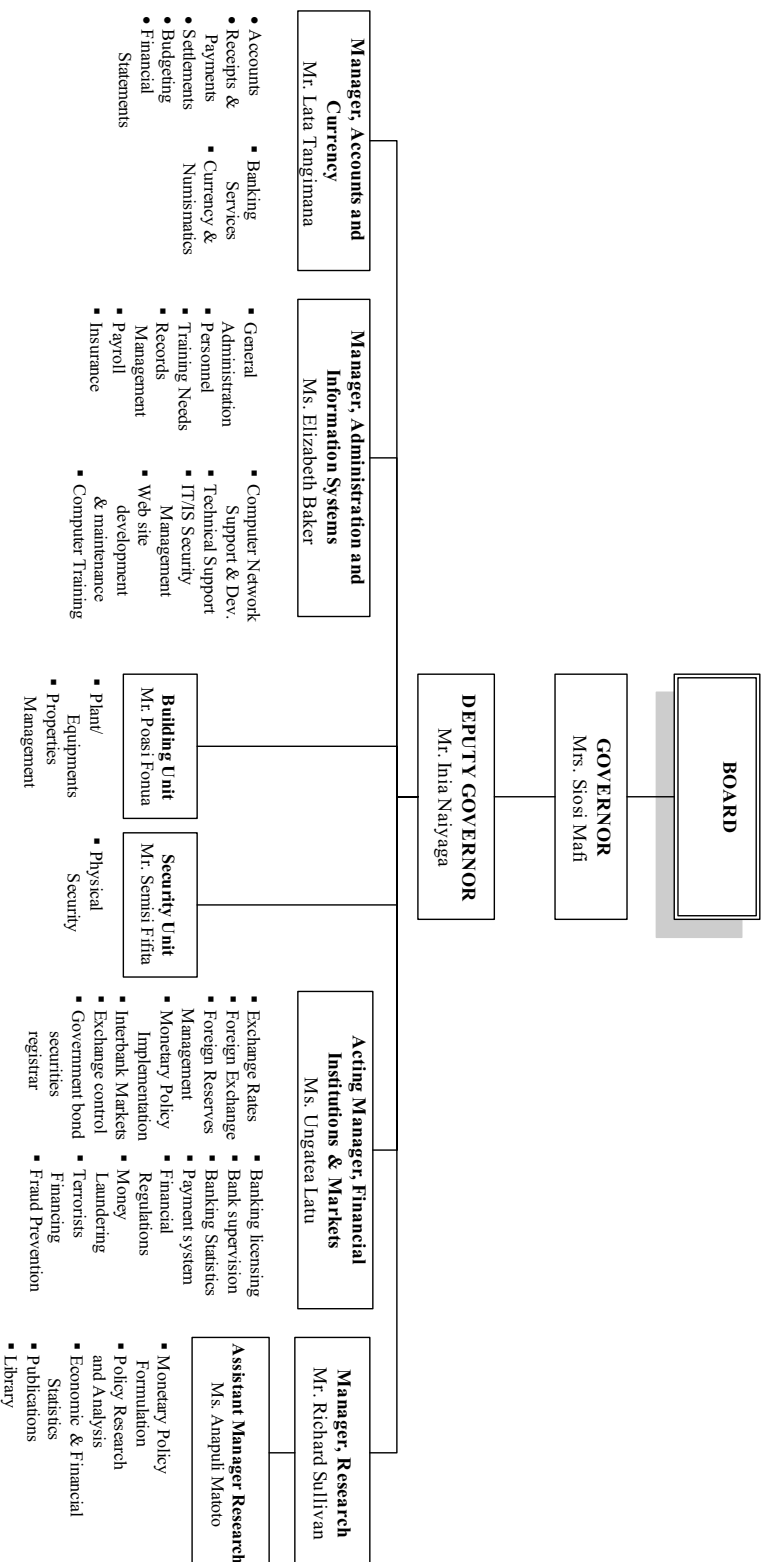 BOARD
GOVERNOR
Mrs. Siosi Mafi
DEPUTY GOVERNOR
Mr. Inia Naiyaga
Manager, Accounts and
Currency
Mr. Lata Tangimana
• Accounts
• Receipts &
Payments
• Settlements
• Budgeting
• Financial
Statements
▪ Banking
Services
▪ Currency &
Numismatics
Manager, Administration and
Information Systems
Ms. Elizabeth Baker
▪ General
Administration
▪ Personnel
▪ Training Needs
▪ Records
Management
▪ Payroll
▪ Insurance
▪ Computer Network
Support & Dev.
▪ Technical Support
▪ IT/IS Security
Management
▪ Web site
development
& maintenance
▪ Computer Training
Building Unit
Mr. Poasi Fonua
▪ Plant/
Equipments
▪ Properties
Management
Security Unit
Mr. Semisi Fifita
▪ Physical
Security
Acting Manager, Financial
Institutions & Markets
Ms. Ungatea Latu
▪ Exchange Rates
▪ Foreign Exchange
▪ Foreign Reserves
Management
▪ Monetary Policy
Implementation
▪ Interbank Markets
▪ Exchange control
▪ Government bond
securities
registrar
▪ Banking licensing
▪ Bank supervision
▪ Banking Statistics
▪ Payment system
▪ Financial
Regulations
▪ Money
Laundering
▪ Terrorists
Financing
▪ Fraud Prevention
Manager, Research
Mr. Richard Sullivan
Assistant Manager Research
Ms. Anapuli Matoto
▪ Monetary Policy
Formulation
▪ Policy Research
and Analysis
▪ Economic & Financial
Statistics
▪ Publications
▪ Library